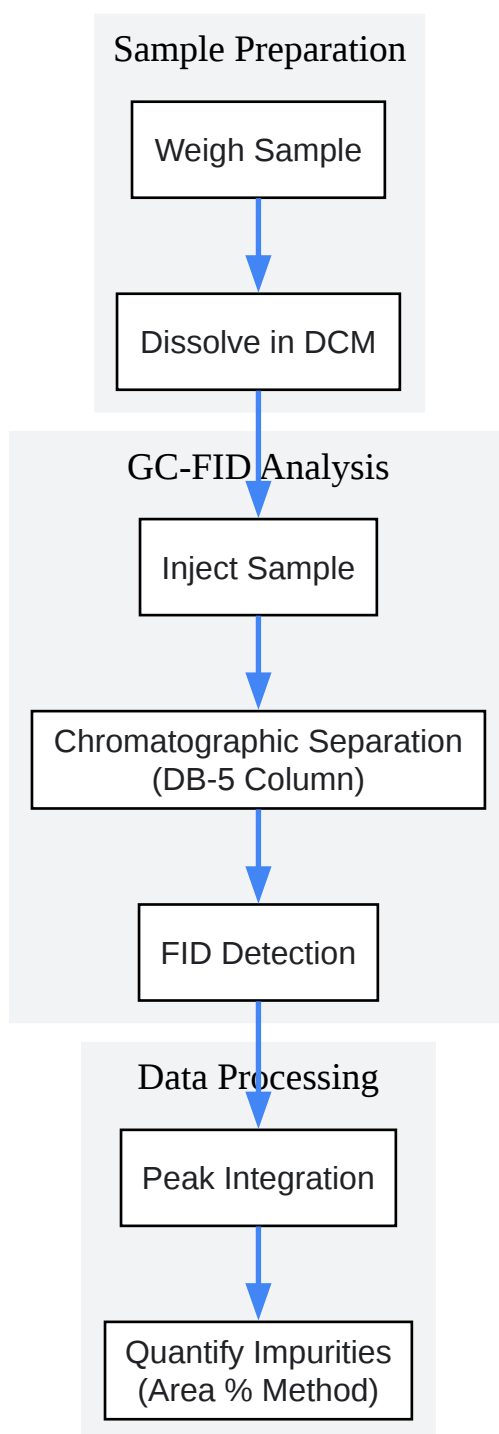 Sample Preparation
Weigh Sample
Dissolve in DCM
GC-FID Analysis
Inject Sample
Chromatographic Separation
(DB-5 Column)
FID Detection
Data Processing
Peak Integration
Quantify Impurities
(Area % Method)